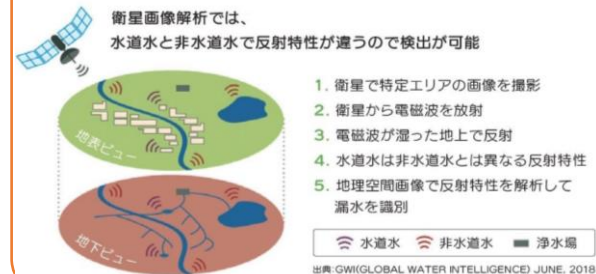 衛星画像解析では、
水道水と非水道水で反射特性が違うので検出が可能
地表ビュー
地下ビュー
1. 衛星で特定エリアの画像を撮影
2. 衛星から電磁波を放射
3. 電磁波が湿った地上で反射
4. 水道水は非水道水とは異なる反射特性
5. 地理空間画像で反射特性を解析して
漏水を識別
水道水 非水道水 浄水場
出典:GWI(GLOBAL WATER INTELLIGENCE) JUNE, 2018